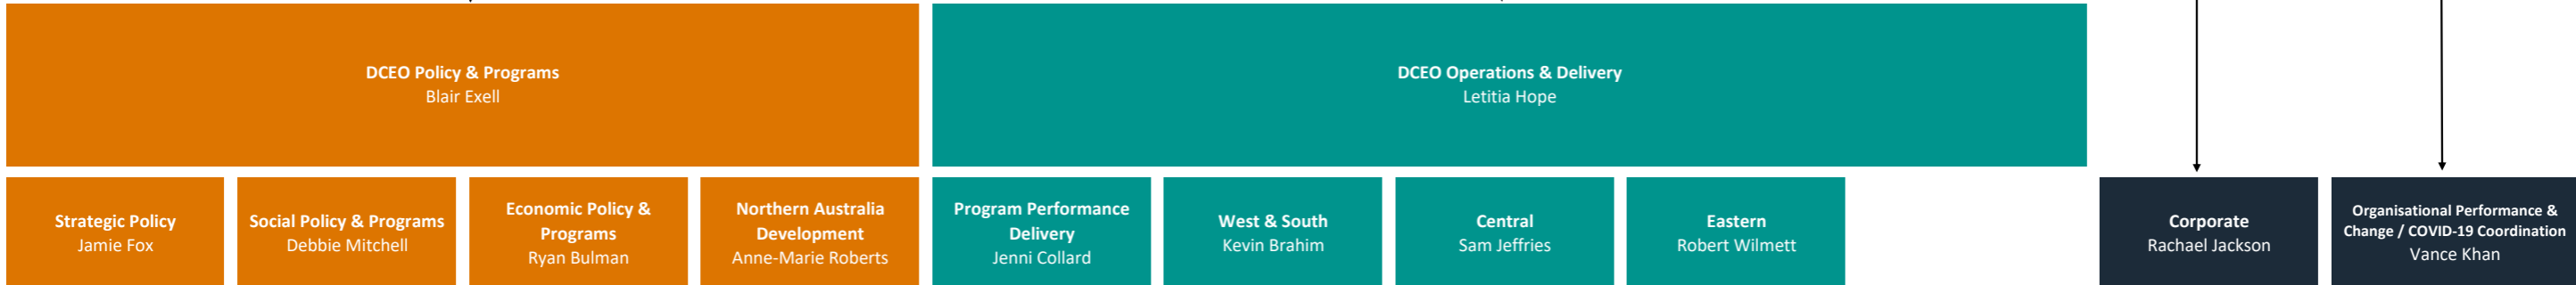 DCEO Policy & Programs
Blair Exell
DCEO Operations & Delivery
Letitia Hope
Strategic Policy
Jamie Fox
Social Policy & Programs
Debbie Mitchell
Economic Policy &
Programs
Ryan Bulman
Northern Australia
Development
Anne-Marie Roberts
Program Performance
Delivery
Jenni Collard
West & South
Kevin Brahim
Central
Sam Jeffries
Eastern
Robert Wilmett
Corporate
Rachael Jackson
Organisational Performance &
Change / COVID-19 Coordination
Vance Khan